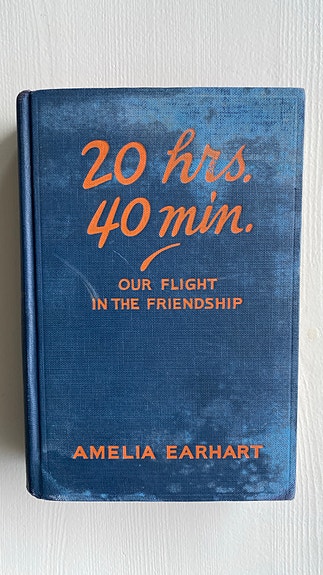 20 hrs.
40 min.
OUR FLIGHT
IN THE FRIENDSHIP
AMELIA EARHART